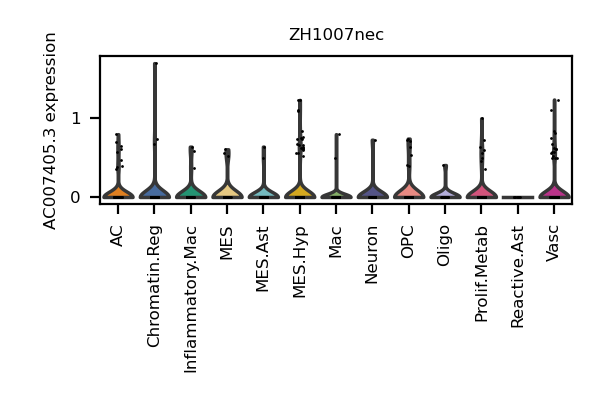 ZH1007nec
AC007405.3 expression
1
0
AC
Chromatin.Reg
Inflammatory.Mac
MES
MES.Ast
MES.Hyp
Mac
Neuron
OPC
Oligo
Prolif.Metab
Reactive.Ast
Vasc